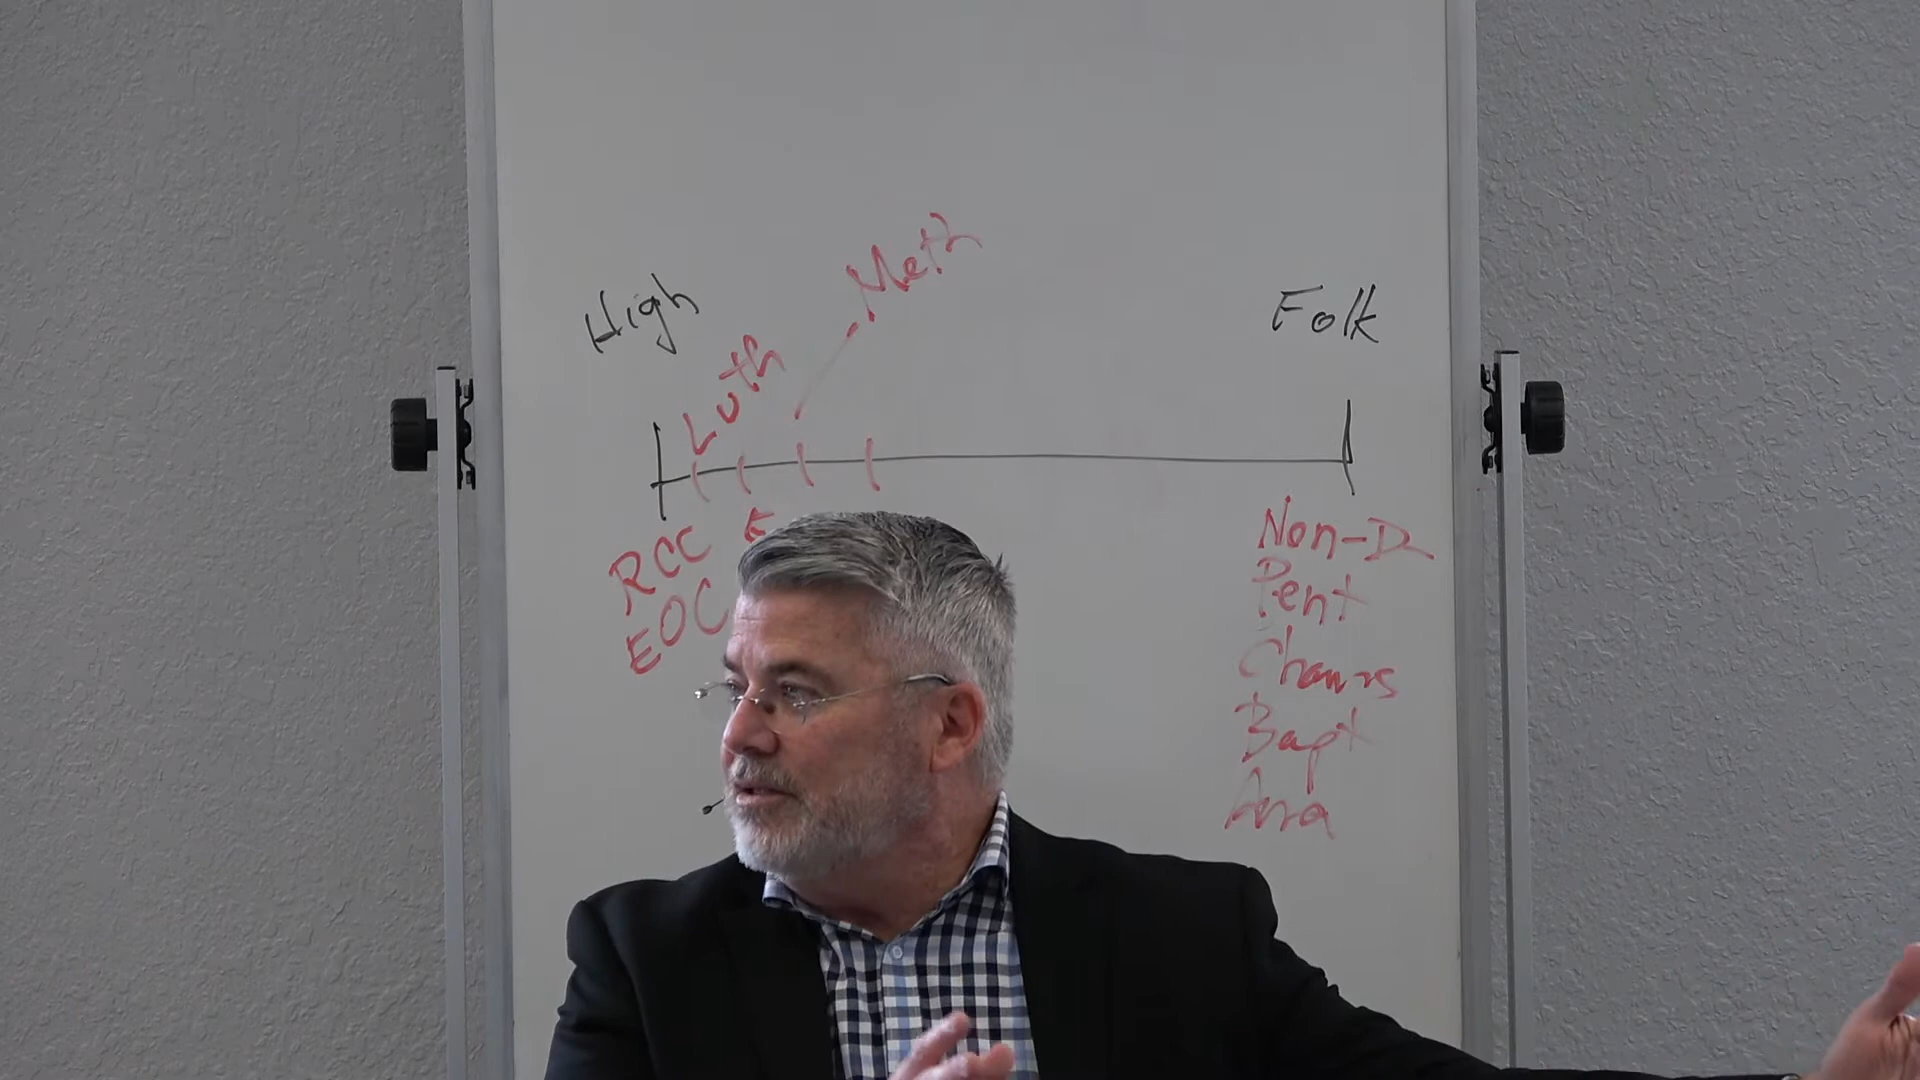 Meth
High
Folk
Luth
RCC
EOC
E
Non-D
Pent
Charis
Bapt
Ana